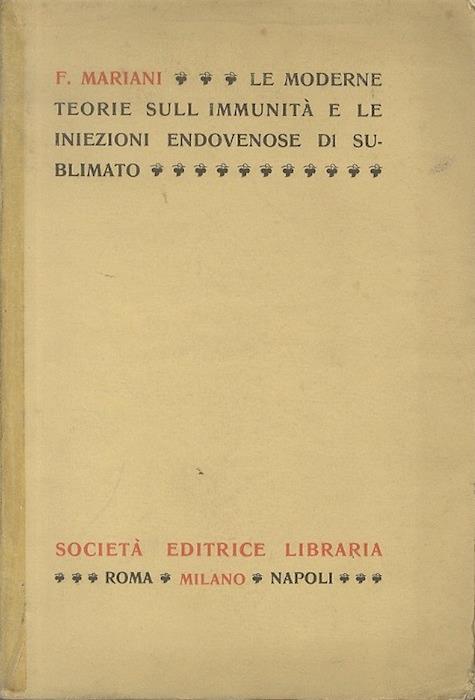 F. MARIANI LE MODERNE
TEORIE SULL IMMUNITÀ E LE
INIEZIONI ENDOVENOSE DI SU-
BLIMATO
SOCIETÀ EDITRICE LIBRARIA
ROMA MILANO NAPOLI